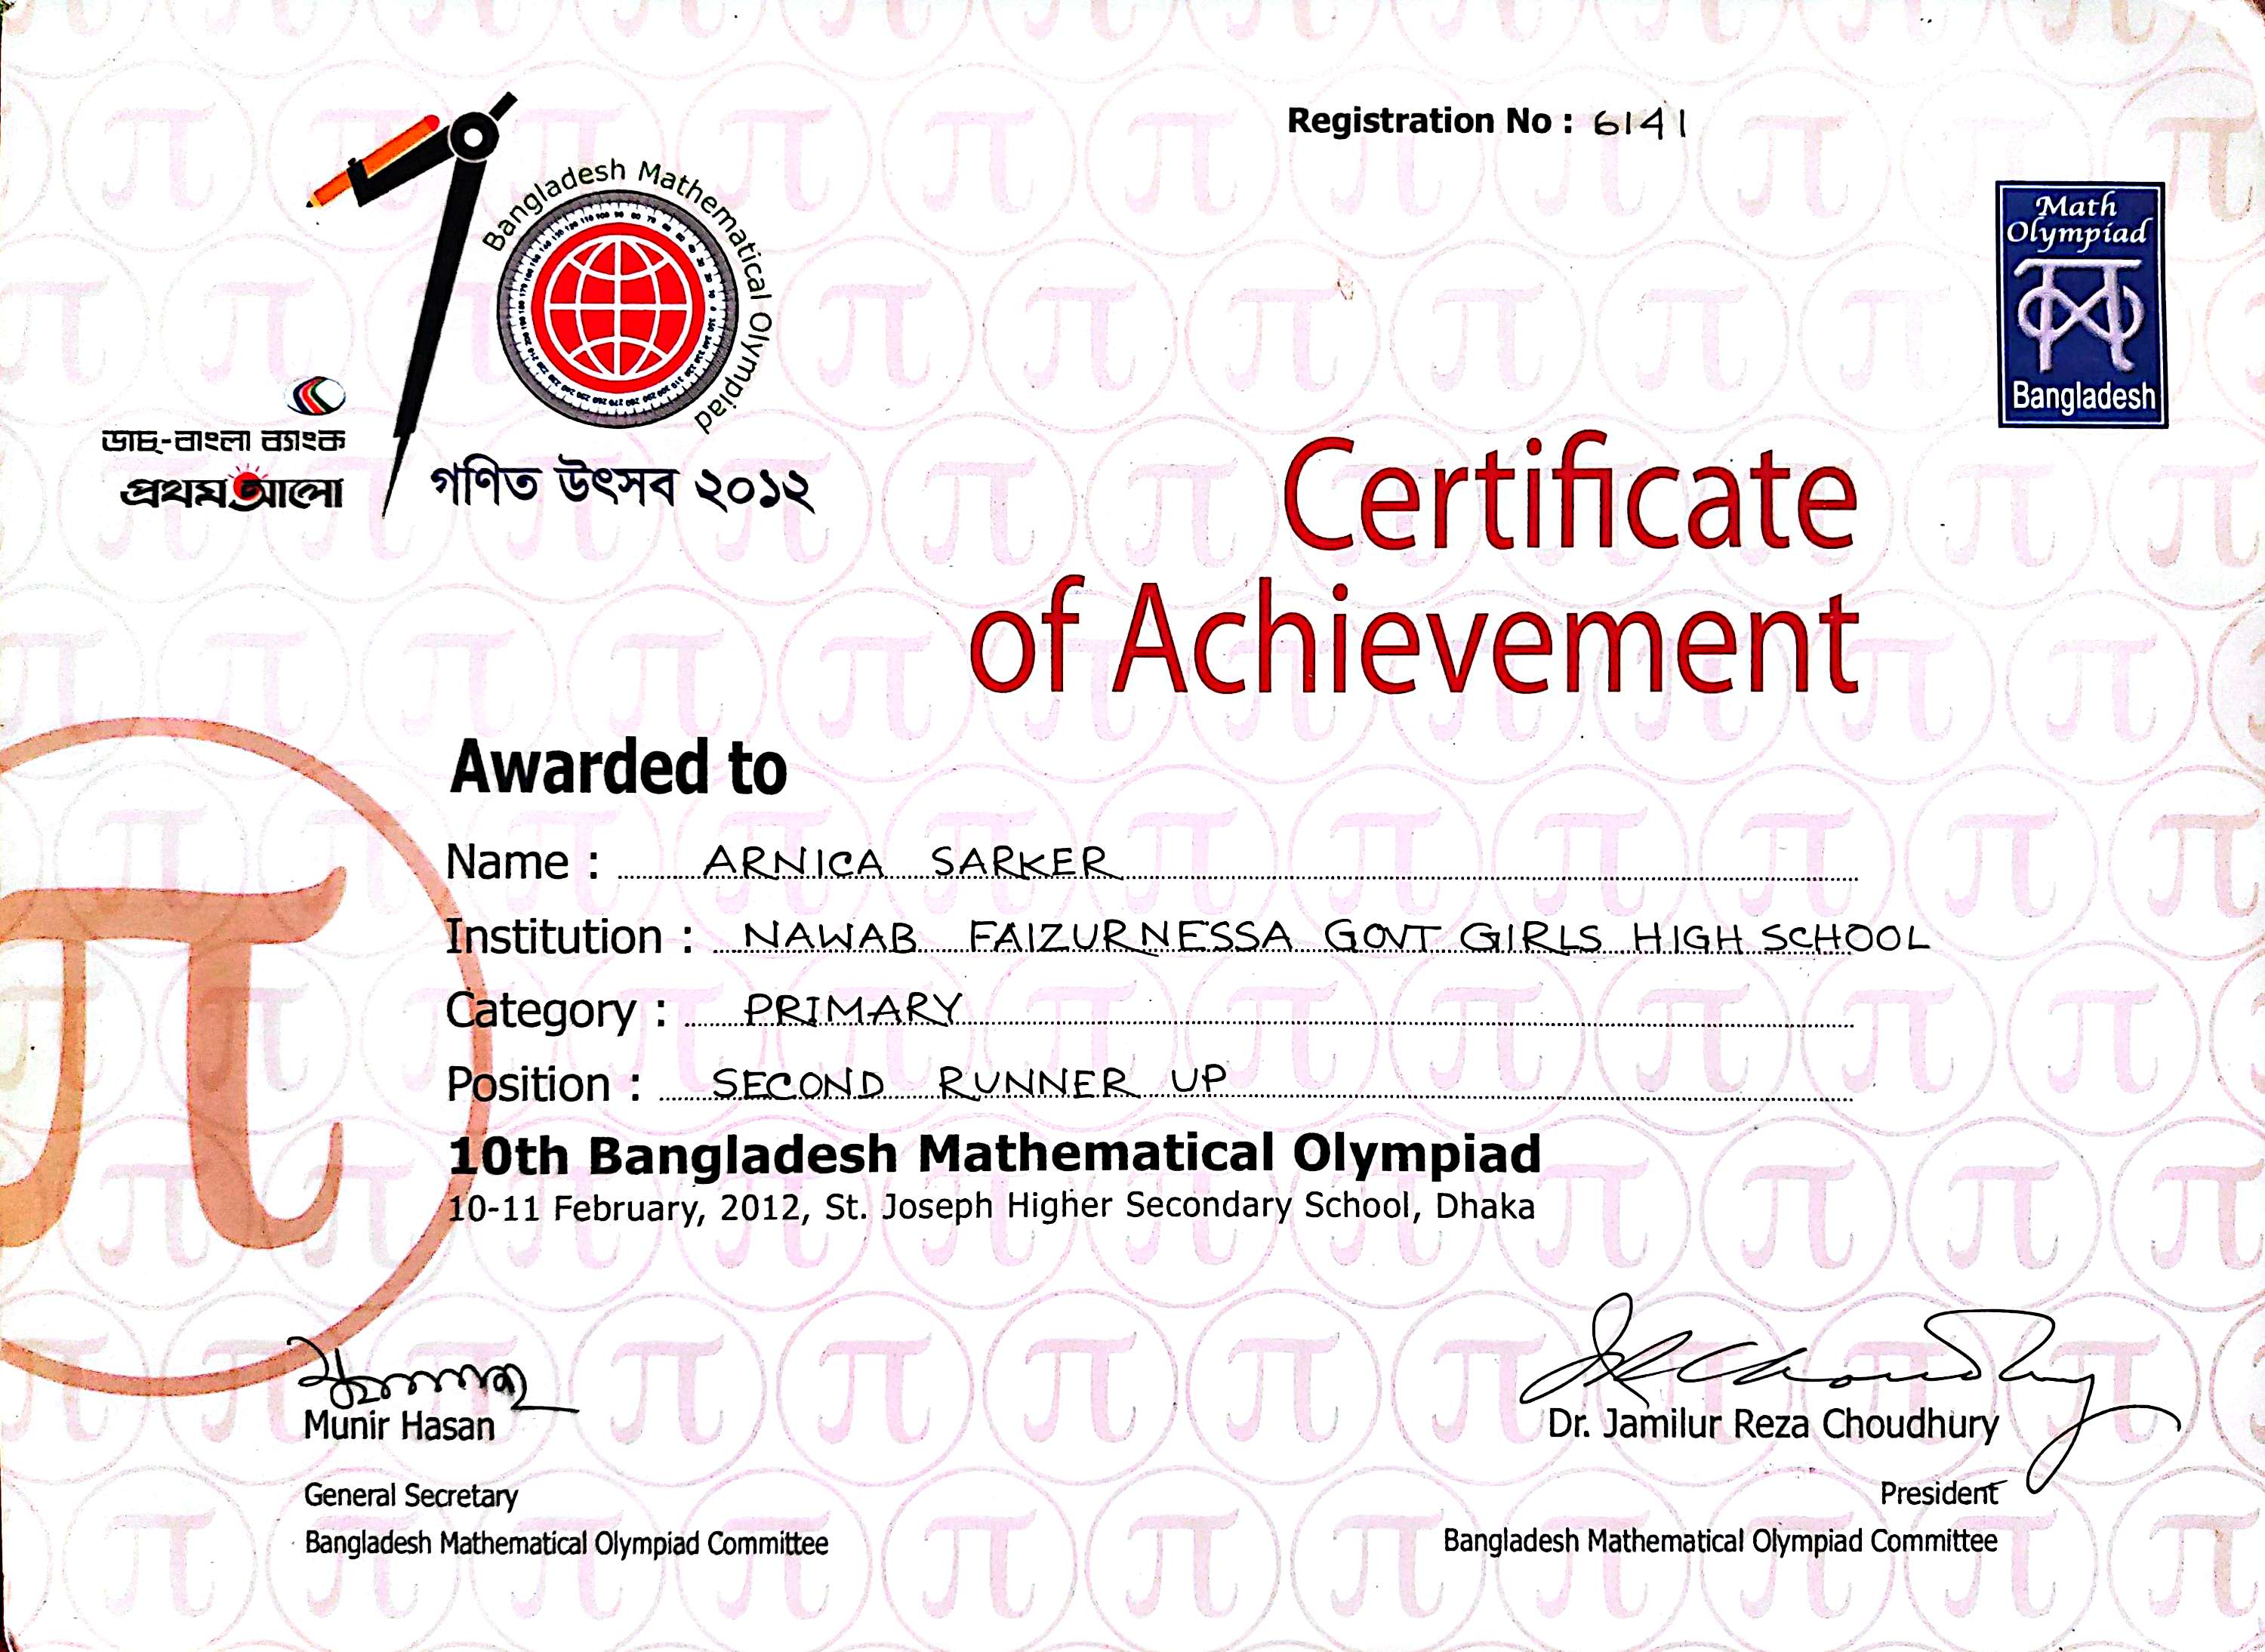 Registration No : 6141
Bangladesh Mathematical Olympiad
Math
Olympiad
Bangladesh
ডাচ্-বাংলা ব্যাংক
প্রথম আলো
গণিত উৎসব ২০১২
Certificate
of Achievement
Awarded to
Name : ARNICA SARKER
Institution : NAWAB FAIZURNESSA GOVT GIRLS HIGH SCHOOL
Category : PRIMARY
Position : SECOND RUNNER UP
10th Bangladesh Mathematical Olympiad
10-11 February, 2012, St. Joseph Higher Secondary School, Dhaka
Munir Hasan
Dr. Jamilur Reza Choudhury
General Secretary
President
Bangladesh Mathematical Olympiad Committee
Bangladesh Mathematical Olympiad Committee